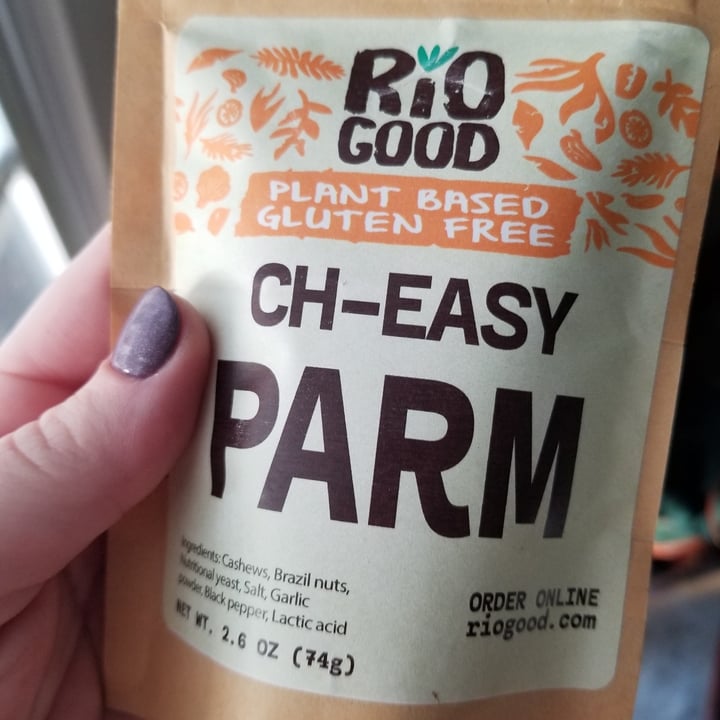 RiO
GOOD
PLANT BASED
GLUTEN FREE
CH-EASY
PARM
Ingredients: Cashews, Brazil nuts,
Nutritional yeast, Salt, Garlic
powder, Black pepper, Lactic acid
NET WT. 2.6 OZ (74g)
ORDER ONLINE
riogood.com